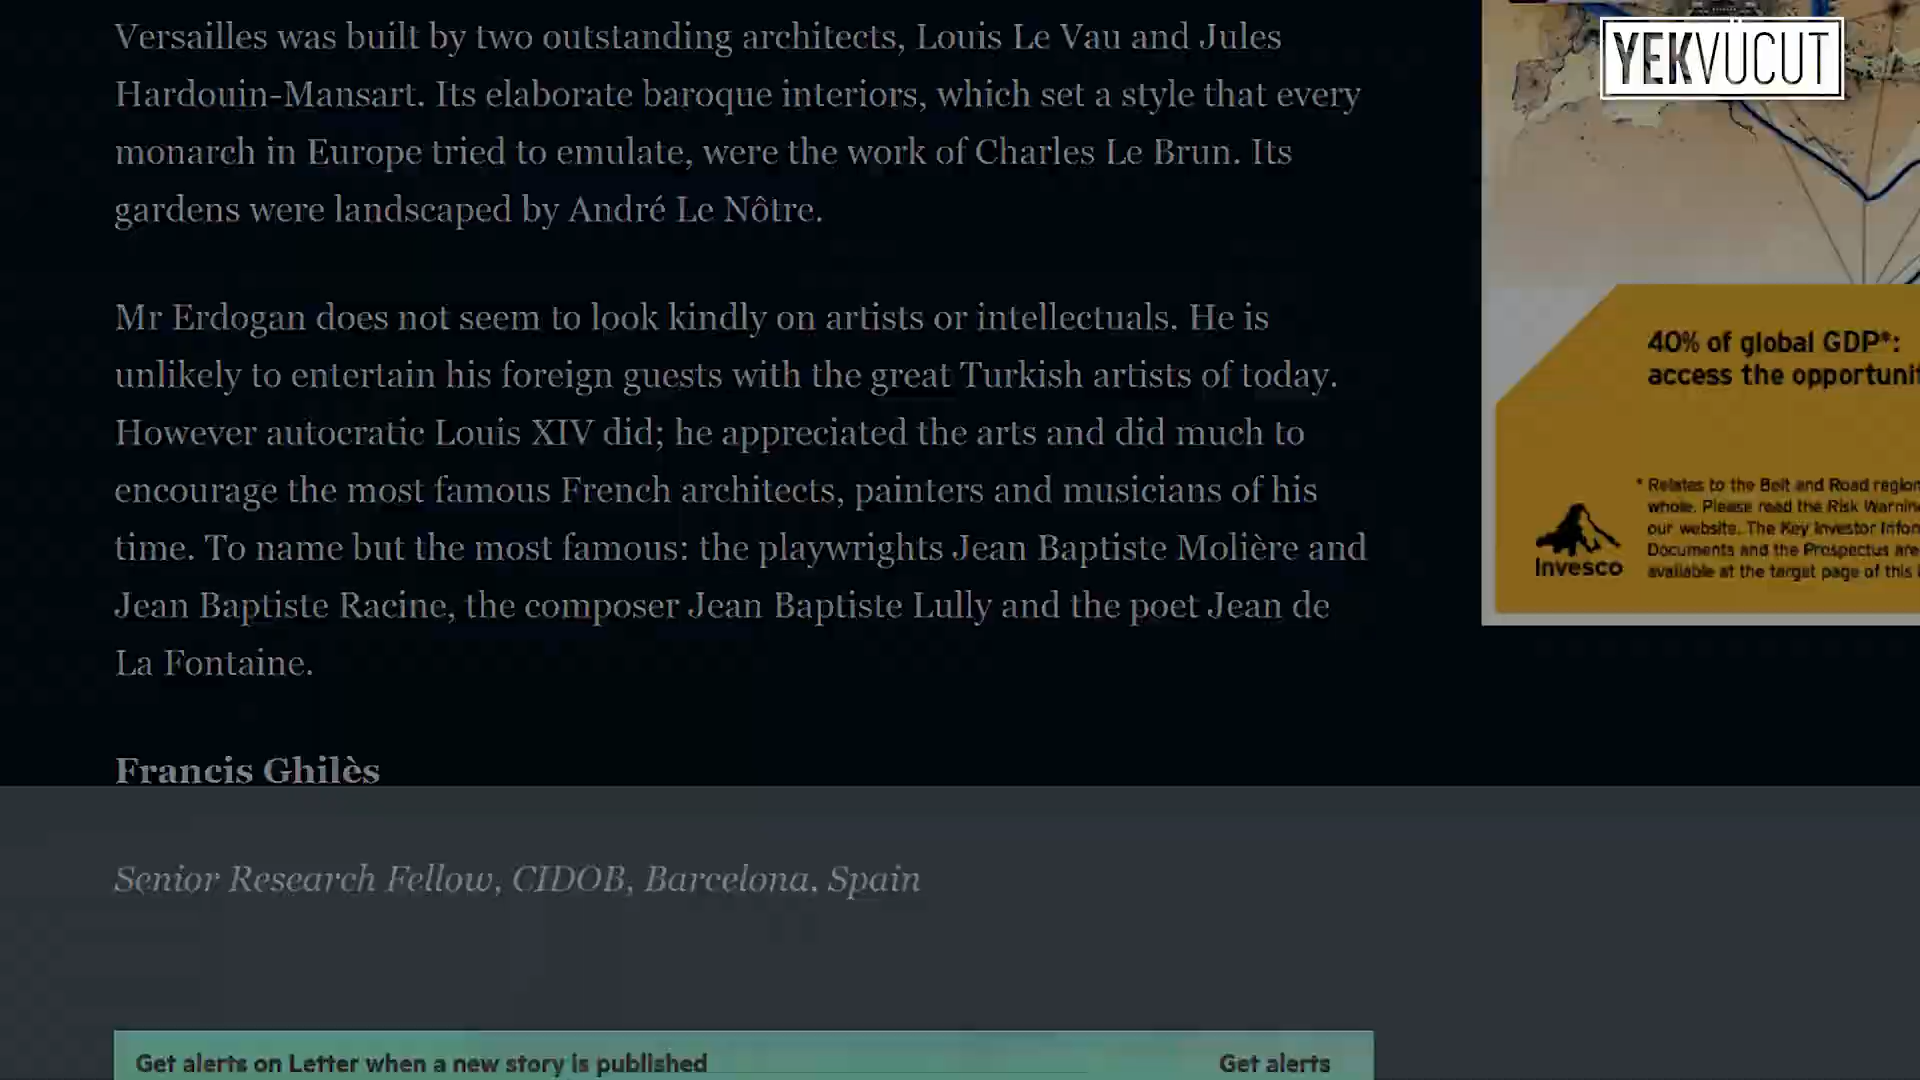 YEKVÜCUT
Versailles was built by two outstanding architects, Louis Le Vau and Jules
Hardouin-Mansart. Its elaborate baroque interiors, which set a style that every
monarch in Europe tried to emulate, were the work of Charles Le Brun. Its
gardens were landscaped by André Le Nôtre.
Mr Erdogan does not seem to look kindly on artists or intellectuals. He is
unlikely to entertain his foreign guests with the great Turkish artists of today.
However autocratic Louis XIV did; he appreciated the arts and did much to
encourage the most famous French architects, painters and musicians of his
time. To name but the most famous: the playwrights Jean Baptiste Molière and
Jean Baptiste Racine, the composer Jean Baptiste Lully and the poet Jean de
La Fontaine.
Francis Ghilès
Senior Research Fellow, CIDOB, Barcelona. Spain
Get alerts on Letter when a new story is published
Get alerts
40% of global GDP*:
access the
* Relates to the Belt and Road
whole. Please read the Risk
our website. The Key Investor
Documents and the Prospectus are
available at the target page of this
Invesco